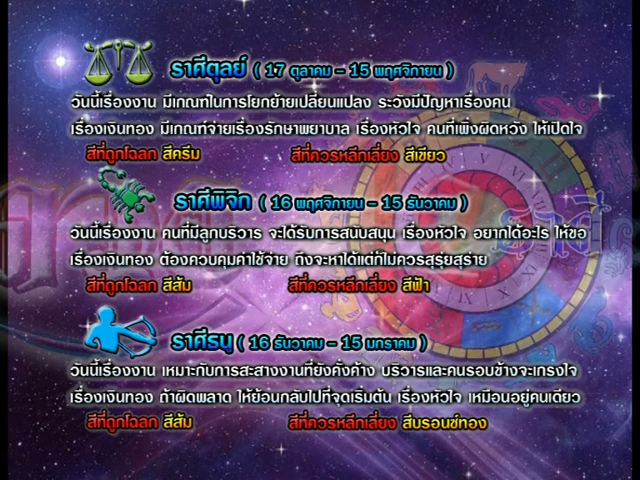 ราศีตุลย์ ( 17 ตุลาคม – 15 พฤศจิกายน )
วันนี้เรื่องงาน มีเกณฑ์ในการโยกย้ายเปลี่ยนแปลง ระวังมีปัญหาเรื่องคน
เรื่องเงินทอง มีเกณฑ์จ่ายเรื่องรักษาพยาบาล เรื่องหัวใจ คนที่เพิ่งผิดหวัง ให้เปิดใจ
สีที่ถูกโฉลก สีครีม สีที่ควรหลีกเลี่ยง สีเขียว
ราศีพิจิก ( 16 พฤศจิกายน – 15 ธันวาคม )
วันนี้เรื่องงาน คนที่มีลูกบริวาร จะได้รับการสนับสนุน เรื่องหัวใจ อยากได้อะไร ให้ขอ
เรื่องเงินทอง ต้องควบคุมค่าใช้จ่าย ถึงจะหาได้แต่ก็ไม่ควรสุรุ่ยสุร่าย
สีที่ถูกโฉลก สีส้ม สีที่ควรหลีกเลี่ยง สีฟ้า
ราศีธนู ( 16 ธันวาคม – 15 มกราคม )
วันนี้เรื่องงาน เหมาะกับการสะสางงานที่ยังคั่งค้าง บริวารและคนรอบข้างจะเกรงใจ
เรื่องเงินทอง ถ้าผิดพลาด ให้ย้อนกลับไปที่จุดเริ่มต้น เรื่องหัวใจ เหมือนอยู่คนเดียว
สีที่ถูกโฉลก สีส้ม สีที่ควรหลีกเลี่ยง สีบรอนซ์ทอง